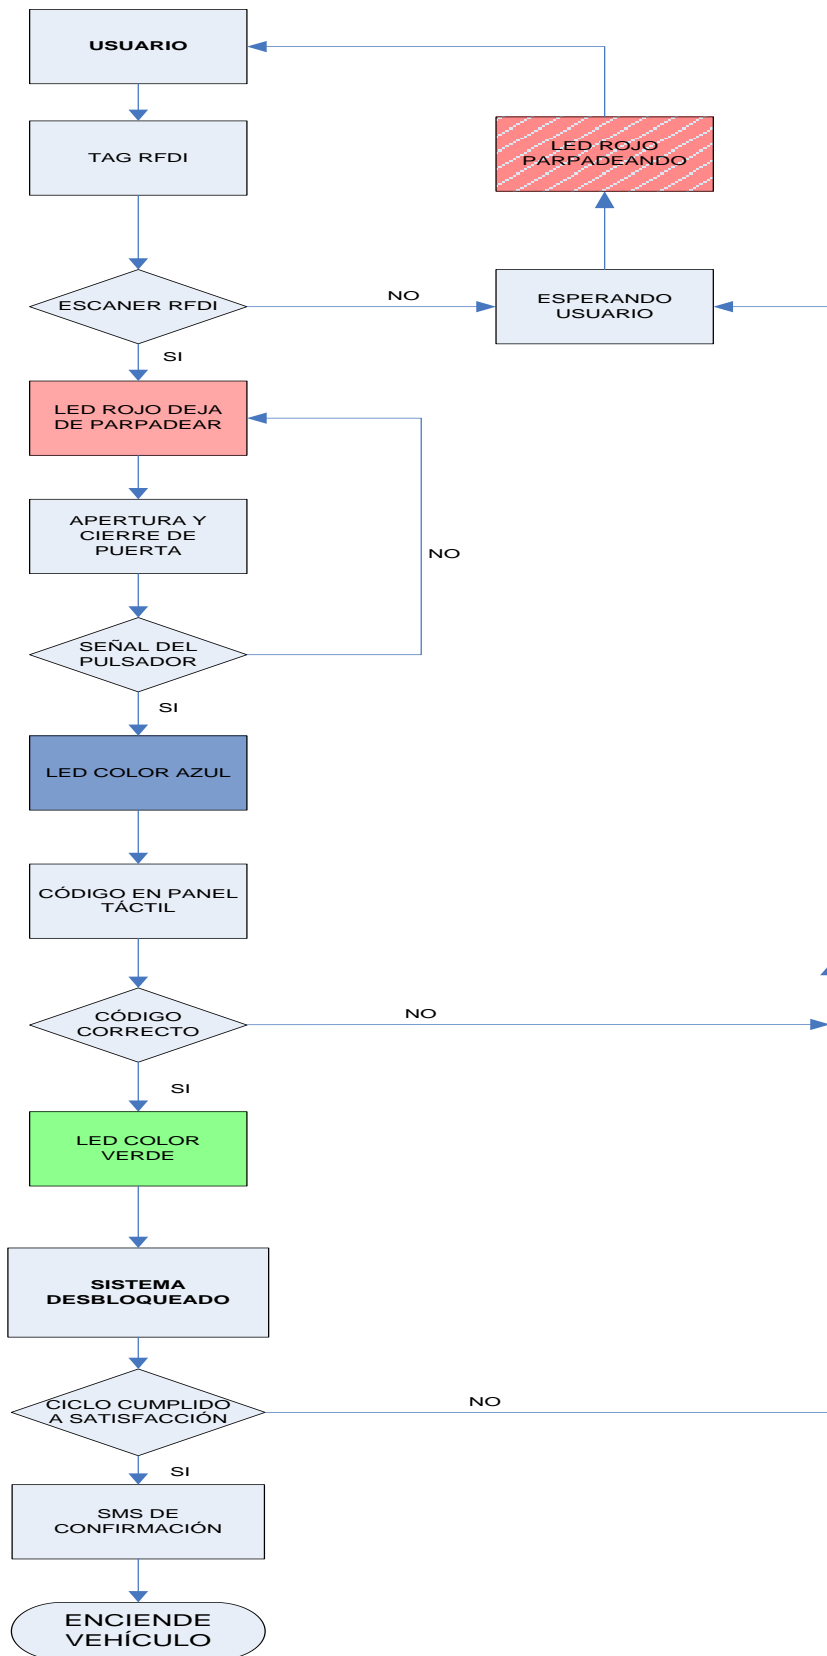 USUARIO
TAG RFDI
LED ROJO
PARPADEANDO
ESCANER RFDI
NO
ESPERANDO
USUARIO
SI
LED ROJO DEJA
DE PARPADEAR
APERTURA Y
CIERRE DE
PUERTA
NO
SEÑAL DEL
PULSADOR
SI
LED COLOR AZUL
CÓDIGO EN PANEL
TÁCTIL
CÓDIGO
CORRECTO
NO
SI
LED COLOR
VERDE
SISTEMA
DESBLOQUEADO
CICLO CUMPLIDO
A SATISFACCIÓN
NO
SI
SMS DE
CONFIRMACIÓN
ENCIENDE
VEHÍCULO